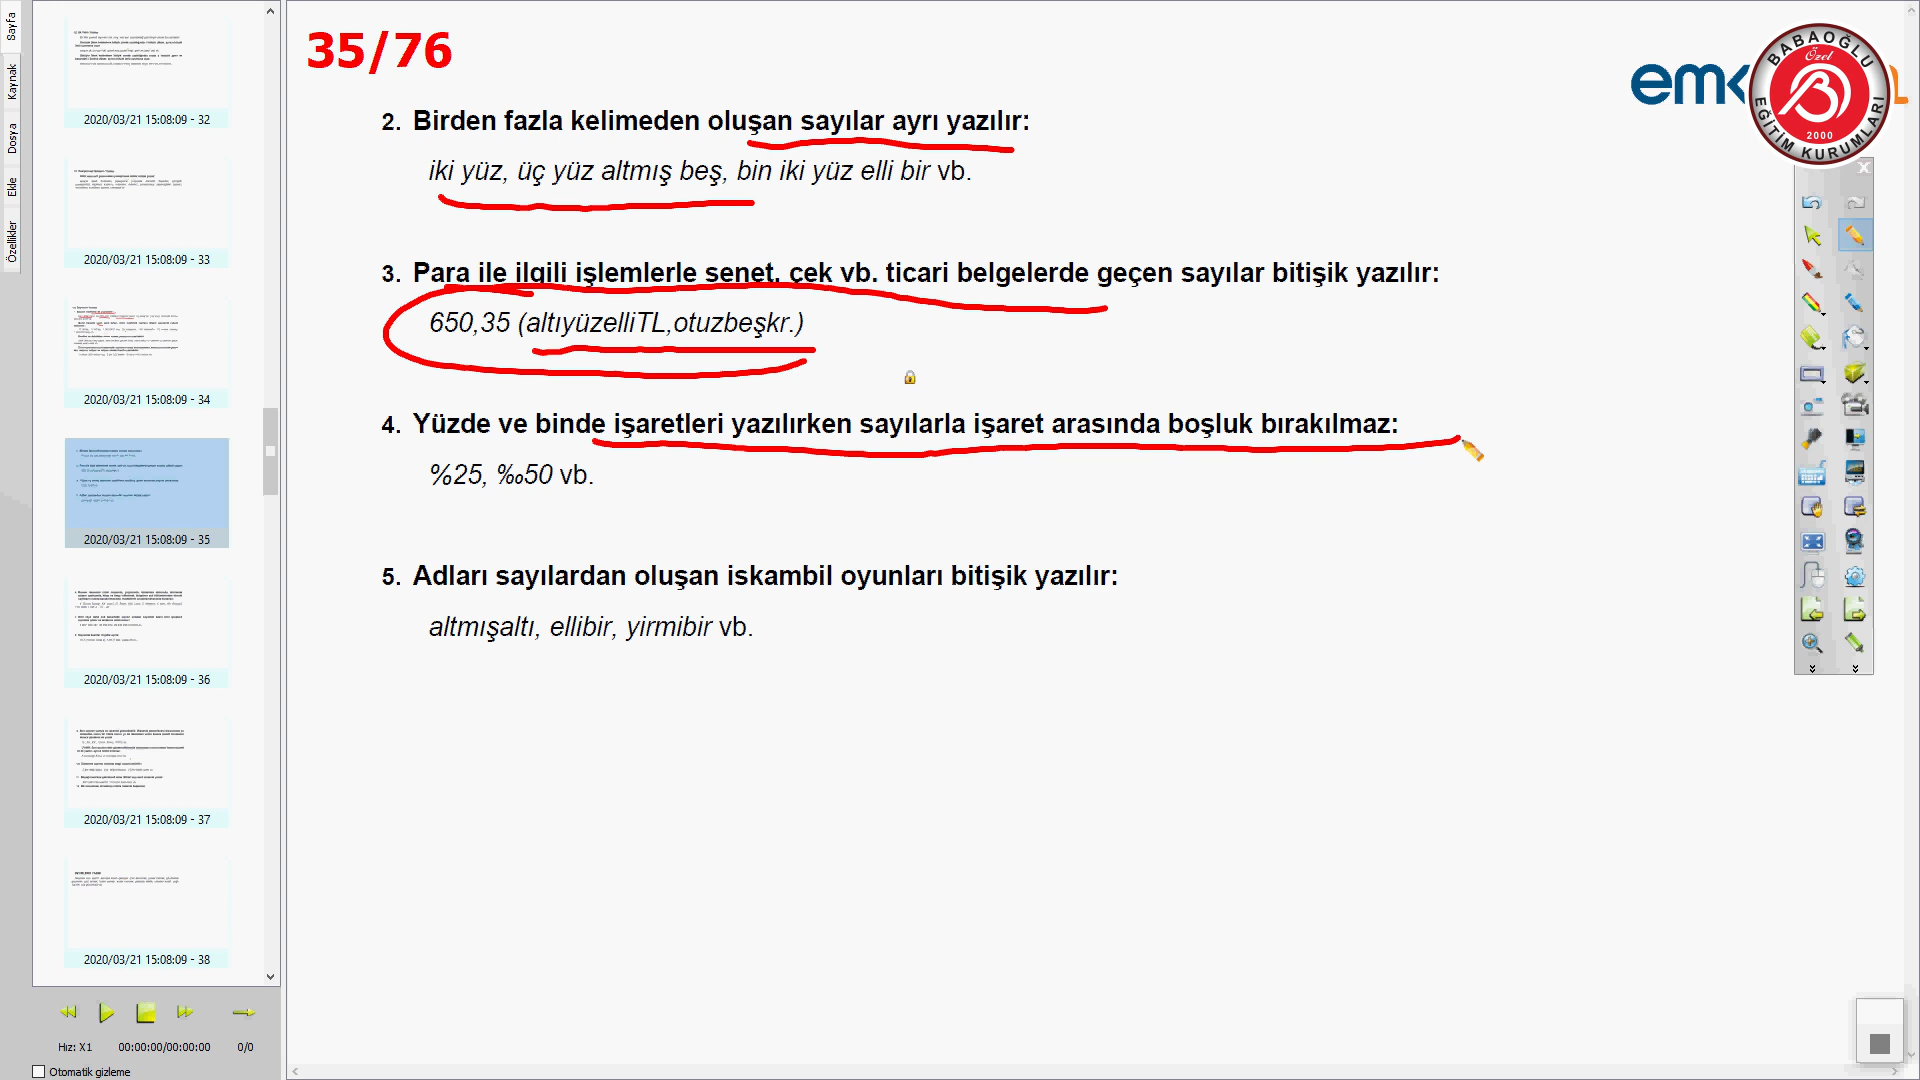 Sayfa
Kaynak
Dosya
Ekle
Özellikler
2020/03/21 15:08:09 - 32
2020/03/21 15:08:09 - 33
2020/03/21 15:08:09 - 34
2020/03/21 15:08:09 - 35
2020/03/21 15:08:09 - 36
2020/03/21 15:08:09 - 37
2020/03/21 15:08:09 - 38
Hız: X1 00:00:00/00:00:00 0/0
Otomatik gizleme
35/76
BABAOĞLU
Özel
B
2000
EĞİTİM KURUMLARI
2. Birden fazla kelimeden oluşan sayılar ayrı yazılır:
iki yüz, üç yüz altmış beş, bin iki yüz elli bir vb.
3. Para ile ilgili işlemlerle senet, çek vb. ticari belgelerde geçen sayılar bitişik yazılır:
650,35 (altıyüzelliTL,otuzbeşkr.)
4. Yüzde ve binde işaretleri yazılırken sayılarla işaret arasında boşluk bırakılmaz:
%25, ‰50 vb.
5. Adları sayılardan oluşan iskambil oyunları bitişik yazılır:
altmışaltı, ellibir, yirmibir vb.